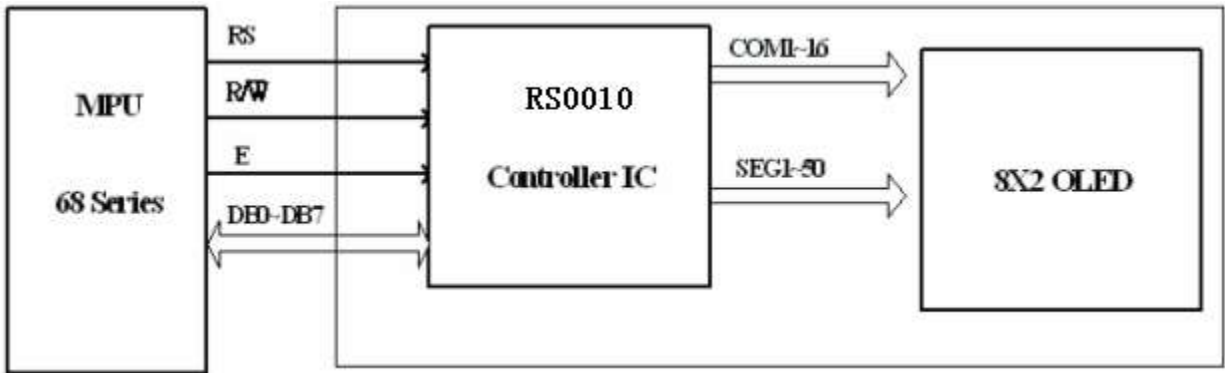 MPU
68 Series
RS
R/W
E
DB0~DB7
RS0010
Controller IC
COM1~16
SEG1~50
8X2 OLED